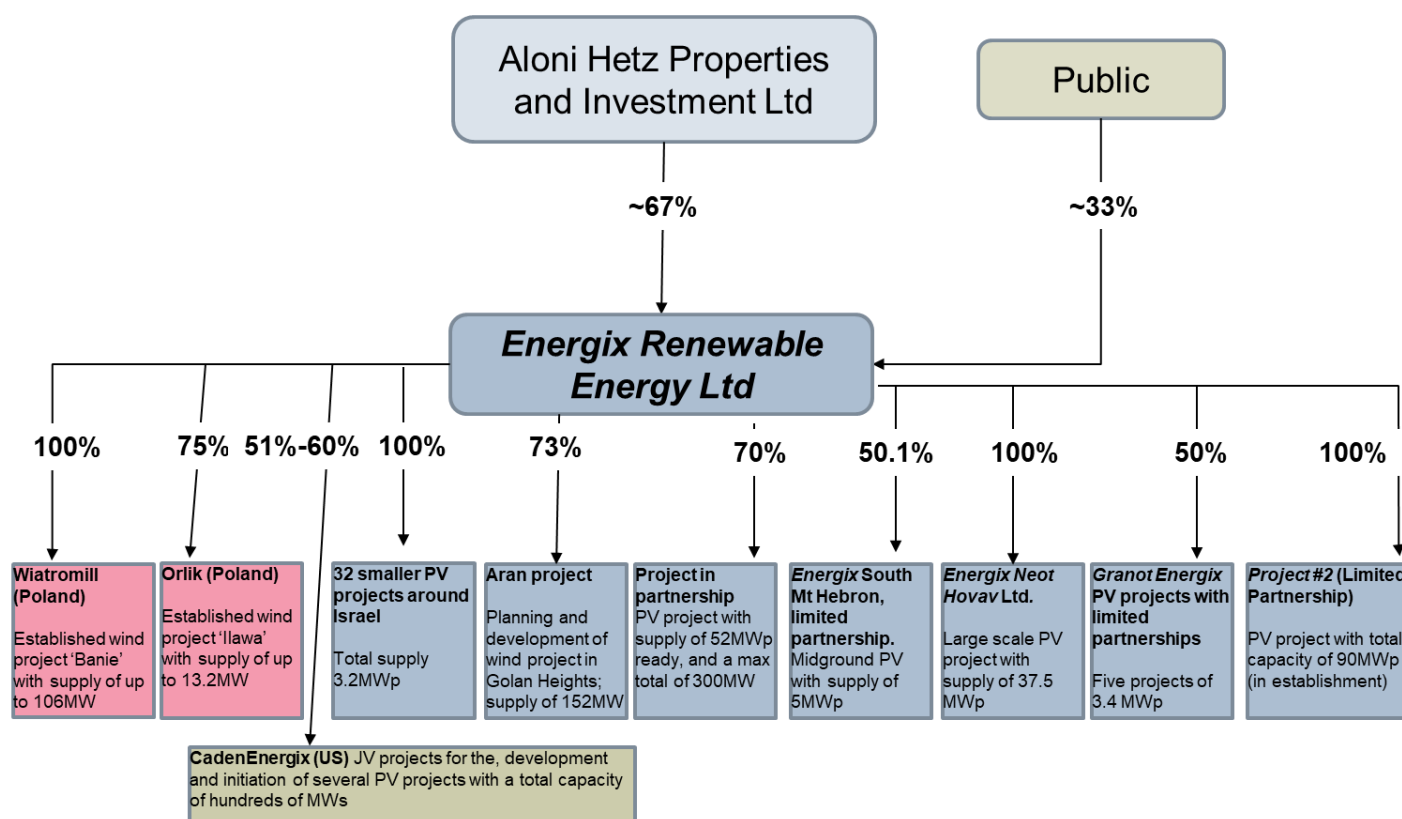 Aloni Hetz Properties
and Investment Ltd
Public
~67%
~33%
Energix Renewable
Energy Ltd
100%
75%
51%-60%
100%
73%
70%
50.1%
100%
50%
100%
Wiatromill
(Poland)
Established wind
project ‘Banie’
with supply of up
to 106MW
Orlik (Poland)
Established wind
project ‘Ilawa’
with supply of up
to 13.2MW
32 smaller PV
projects around
Israel
Total supply
3.2MWp
Aran project
Planning and
development of
wind project in
Golan Heights;
supply of 152MW
Project in
partnership
PV project with
supply of 52MWp
ready, and a max
total of 300MW
Energix South
Mt Hebron,
limited
partnership.
Midground PV
with supply of
5MWp
Energix Neot
Hovav Ltd.
Large scale PV
project with
supply of 37.5
MWp
Granot Energix
PV projects with
limited
partnerships
Five projects of
3.4 MWp
Project #2 (Limited
Partnership)
PV project with total
capacity of 90MWp
(in establishment)
CadenEnergix (US) JV projects for the, development
and initiation of several PV projects with a total capacity
of hundreds of MWs